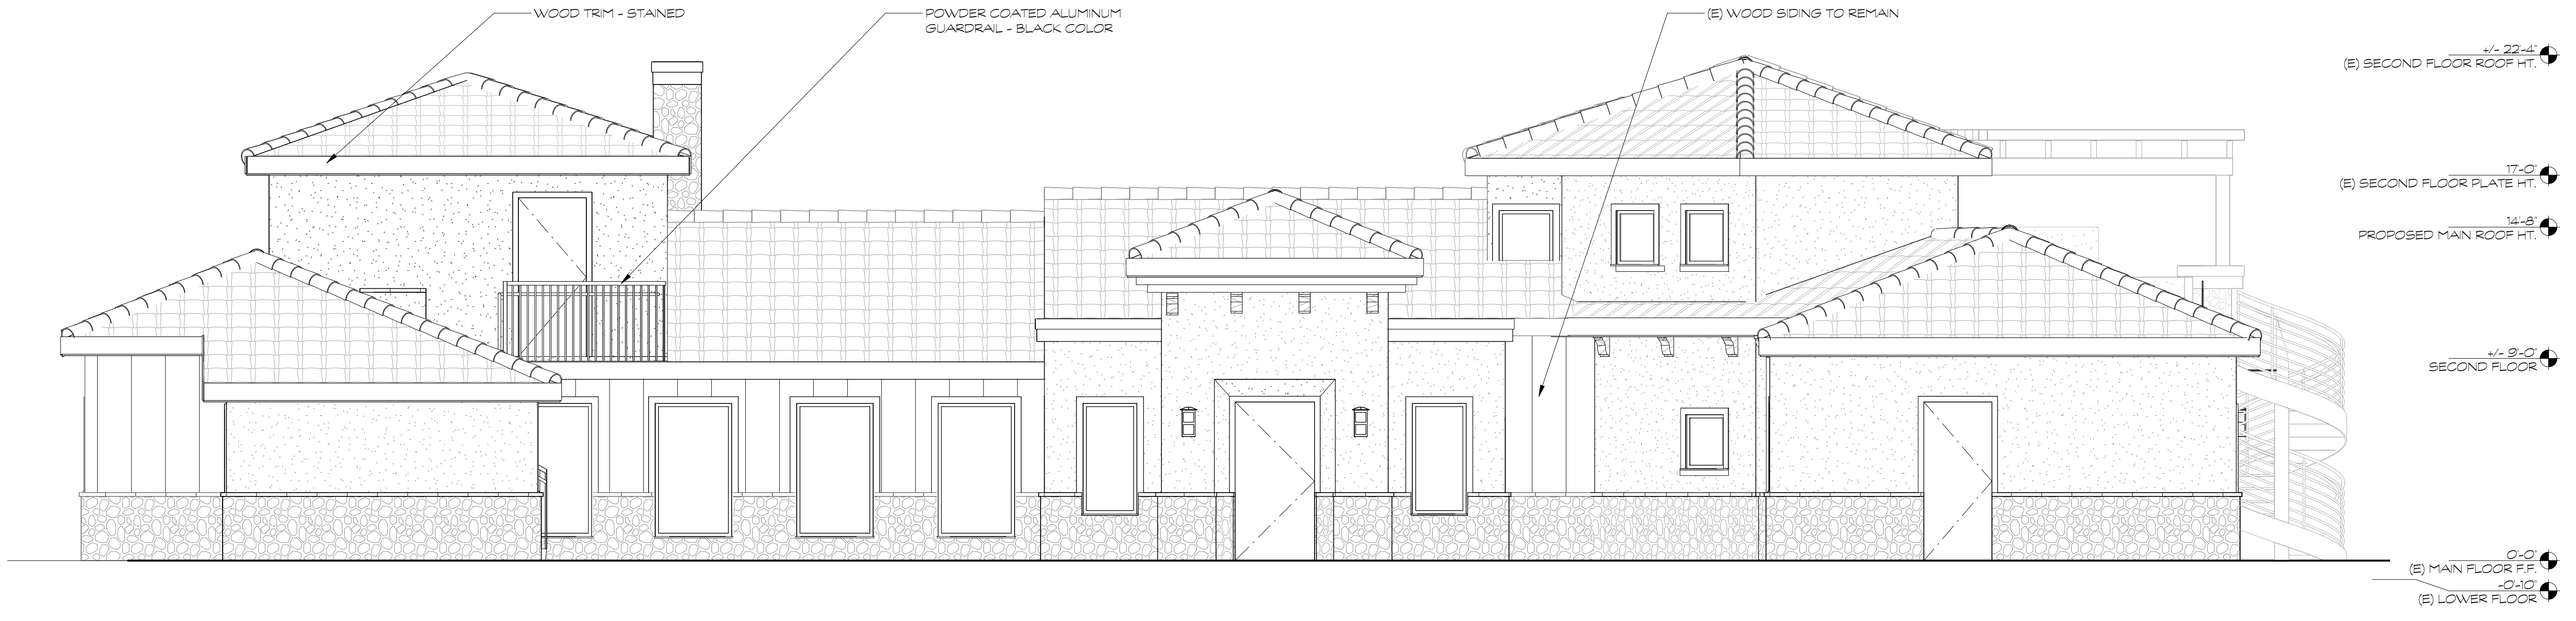 WOOD TRIM - STAINED
POWDER COATED ALUMINUM
GUARDRAIL - BLACK COLOR
(E) WOOD SIDING TO REMAIN
+/- 22'-4"
(E) SECOND FLOOR ROOF HT.
17'-0"
(E) SECOND FLOOR PLATE HT.
14'-8"
PROPOSED MAIN ROOF HT.
+/- 9'-0"
SECOND FLOOR
0'-0"
(E) MAIN FLOOR F.F.
-0'-10"
(E) LOWER FLOOR